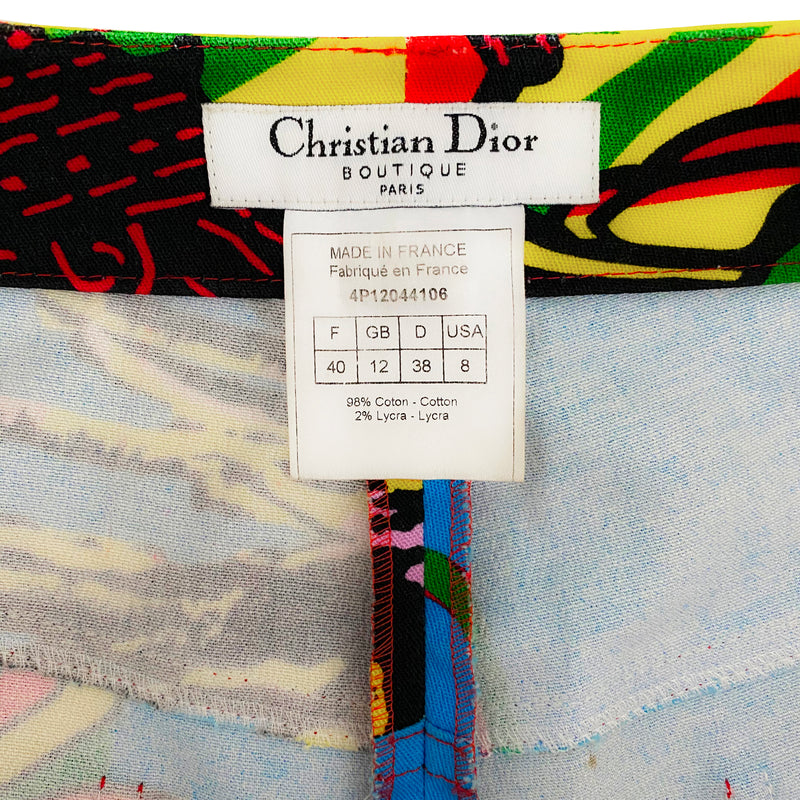 Christian Dior
BOUTIQUE
PARIS
MADE IN FRANCE
Fabriqué en France
4P12044106
F GB D USA
40 12 38 8
98% Coton - Cotton
2% Lycra - Lycra